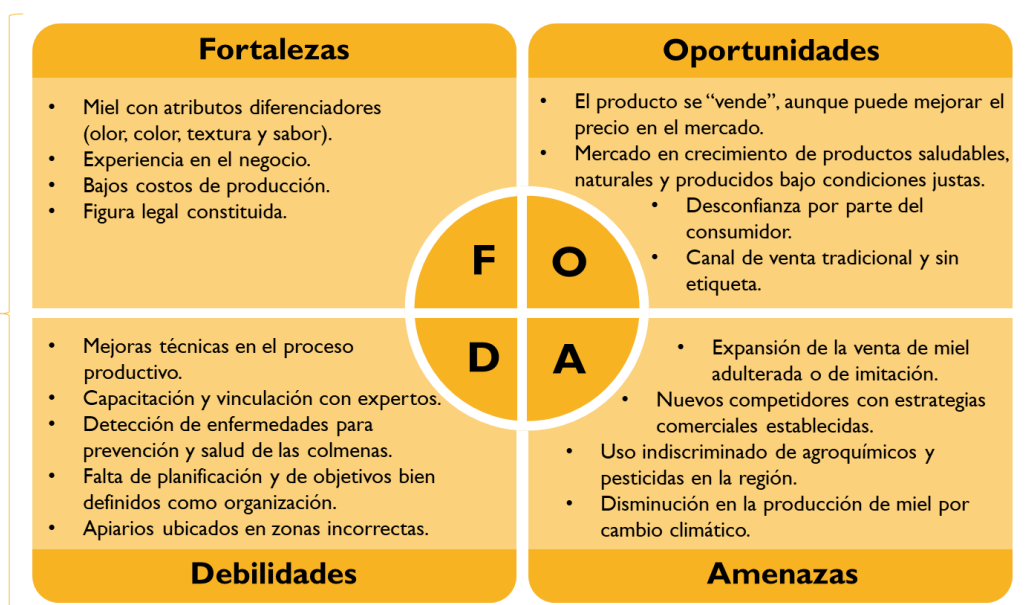 Fortalezas
• Miel con atributos diferenciadores
(olor, color, textura y sabor).
• Experiencia en el negocio.
• Bajos costos de producción.
• Figura legal constituida.
Oportunidades
• El producto se “vende”, aunque puede mejorar el
precio en el mercado.
• Mercado en crecimiento de productos saludables,
naturales y producidos bajo condiciones justas.
• Desconfianza por parte del
consumidor.
• Canal de venta tradicional y sin
etiqueta.
F
O
D
A
• Mejoras técnicas en el proceso
productivo.
• Capacitación y vinculación con expertos.
• Detección de enfermedades para
prevención y salud de las colmenas.
• Falta de planificación y de objetivos bien
definidos como organización.
• Apiarios ubicados en zonas incorrectas.
Debilidades
• Expansión de la venta de miel
adulterada o de imitación.
• Nuevos competidores con estrategias
comerciales establecidas.
• Uso indiscriminado de agroquímicos y
pesticidas en la región.
• Disminución en la producción de miel por
cambio climático.
Amenazas